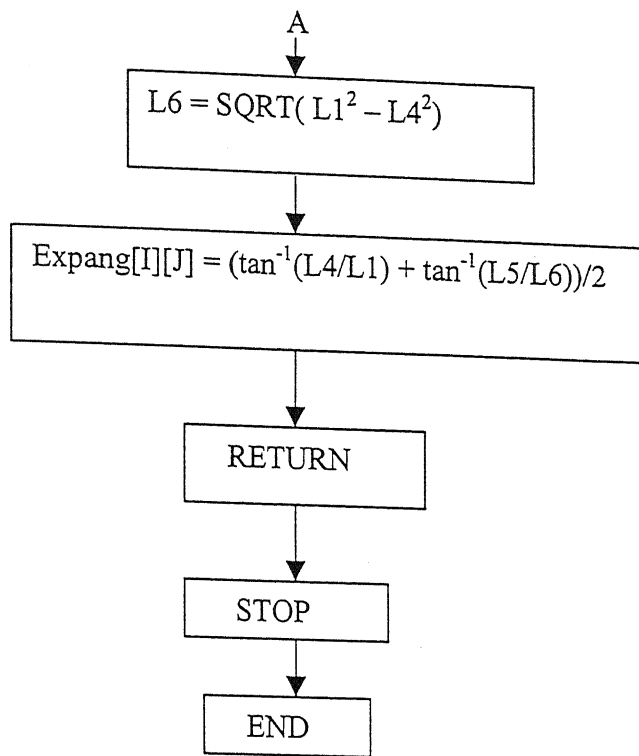 A
L6 = SQRT( L1² – L4²)
Expang[I][J] = (tan⁻¹(L4/L1) + tan⁻¹(L5/L6))/2
RETURN
STOP
END